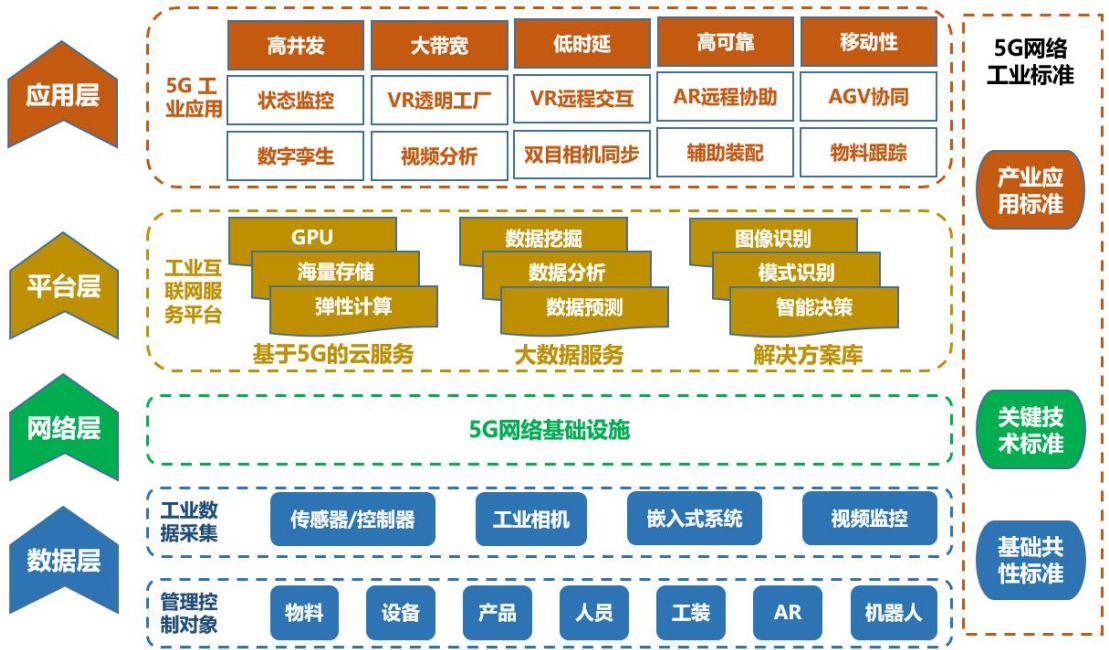 应用层
5G 工
业应用
高并发
大带宽
低时延
高可靠
移动性
状态监控
VR透明工厂
VR远程交互
AR远程协助
AGV协同
数字孪生
视频分析
双目相机同步
辅助装配
物料跟踪
平台层
工业互
联网服
务平台
GPU
海量存储
弹性计算
基于5G的云服务
数据挖掘
数据分析
数据预测
大数据服务
图像识别
模式识别
智能决策
解决方案库
网络层
5G网络基础设施
数据层
工业数
据采集
传感器/控制器
工业相机
嵌入式系统
视频监控
管理控
制对象
物料
设备
产品
人员
工装
AR
机器人
5G网络
工业标准
产业应
用标准
关键技
术标准
基础共
性标准